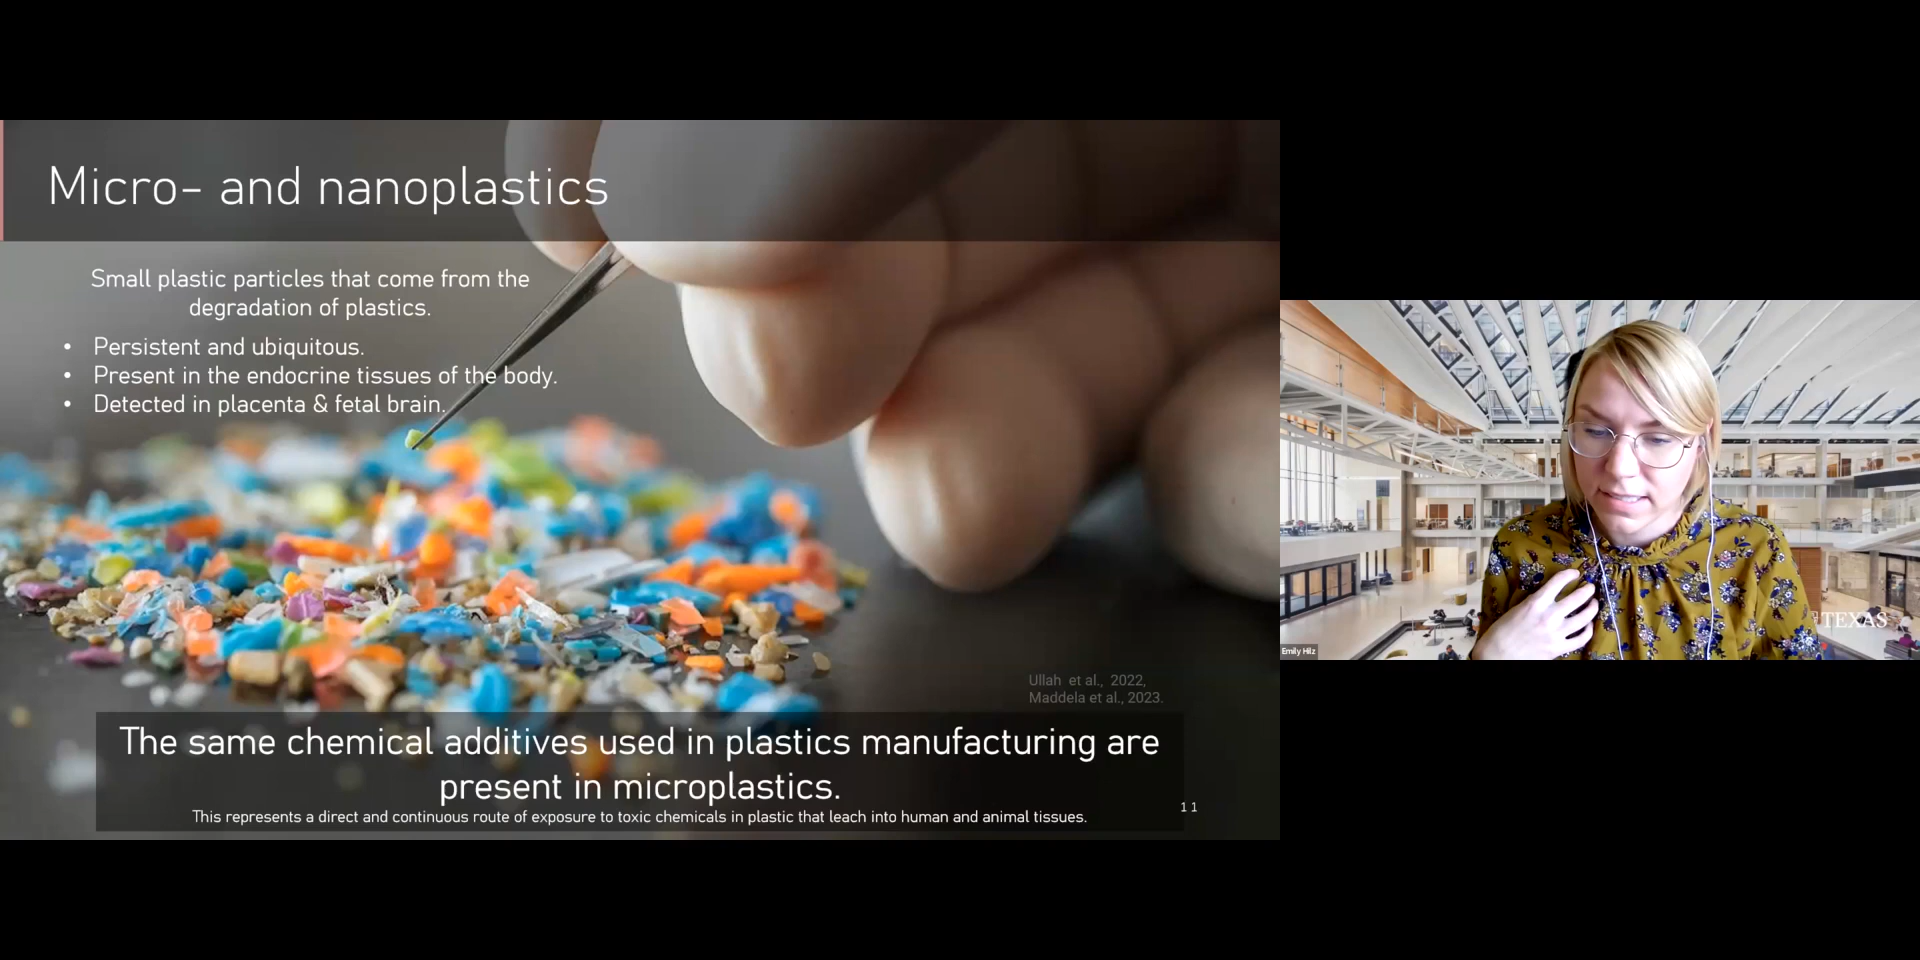 Micro- and nanoplastics
Small plastic particles that come from the
degradation of plastics.
• Persistent and ubiquitous.
• Present in the endocrine tissues of the body.
• Detected in placenta & fetal brain.
Ullah et al., 2022,
Maddela et al., 2023.
The same chemical additives used in plastics manufacturing are
present in microplastics.
This represents a direct and continuous route of exposure to toxic chemicals in plastic that leach into human and animal tissues.
11
TEXAS
Emily Hilz